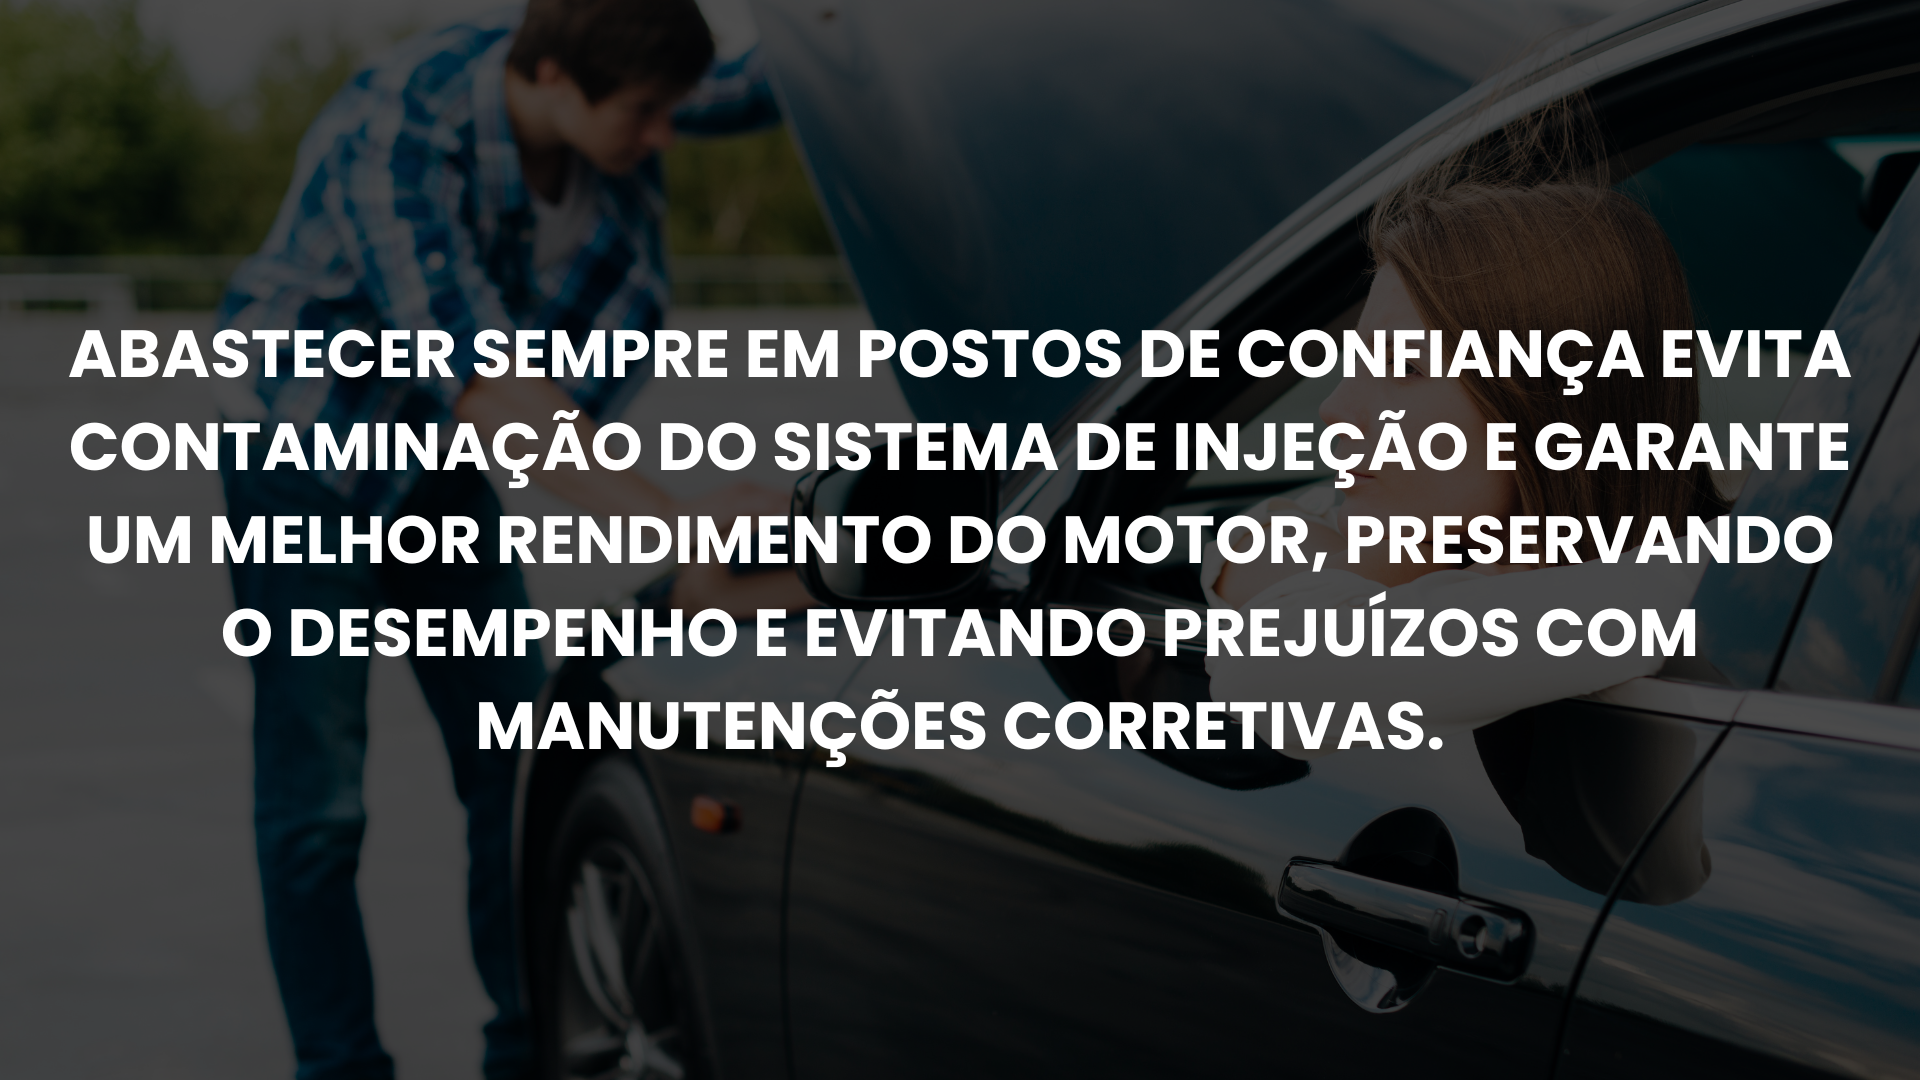 ABASTECER SEMPRE EM POSTOS DE CONFIANÇA EVITA
CONTAMINAÇÃO DO SISTEMA DE INJEÇÃO E GARANTE
UM MELHOR RENDIMENTO DO MOTOR, PRESERVANDO
O DESEMPENHO E EVITANDO PREJUÍZOS COM
MANUTENÇÕES CORRETIVAS.